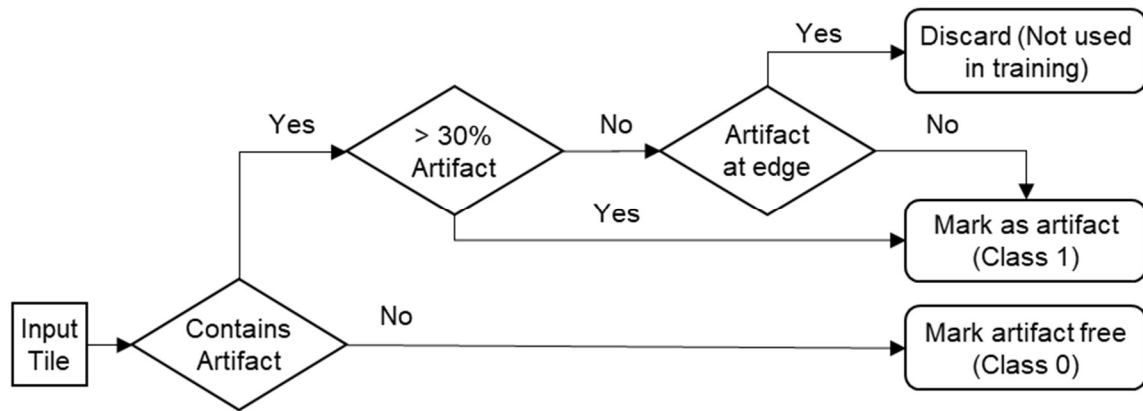 Yes
Discard (Not used
in training)
Yes
> 30%
Artifact
No
Artifact
at edge
No
Yes
Mark as artifact
(Class 1)
Input
Tile
Contains
Artifact
No
Mark artifact free
(Class 0)